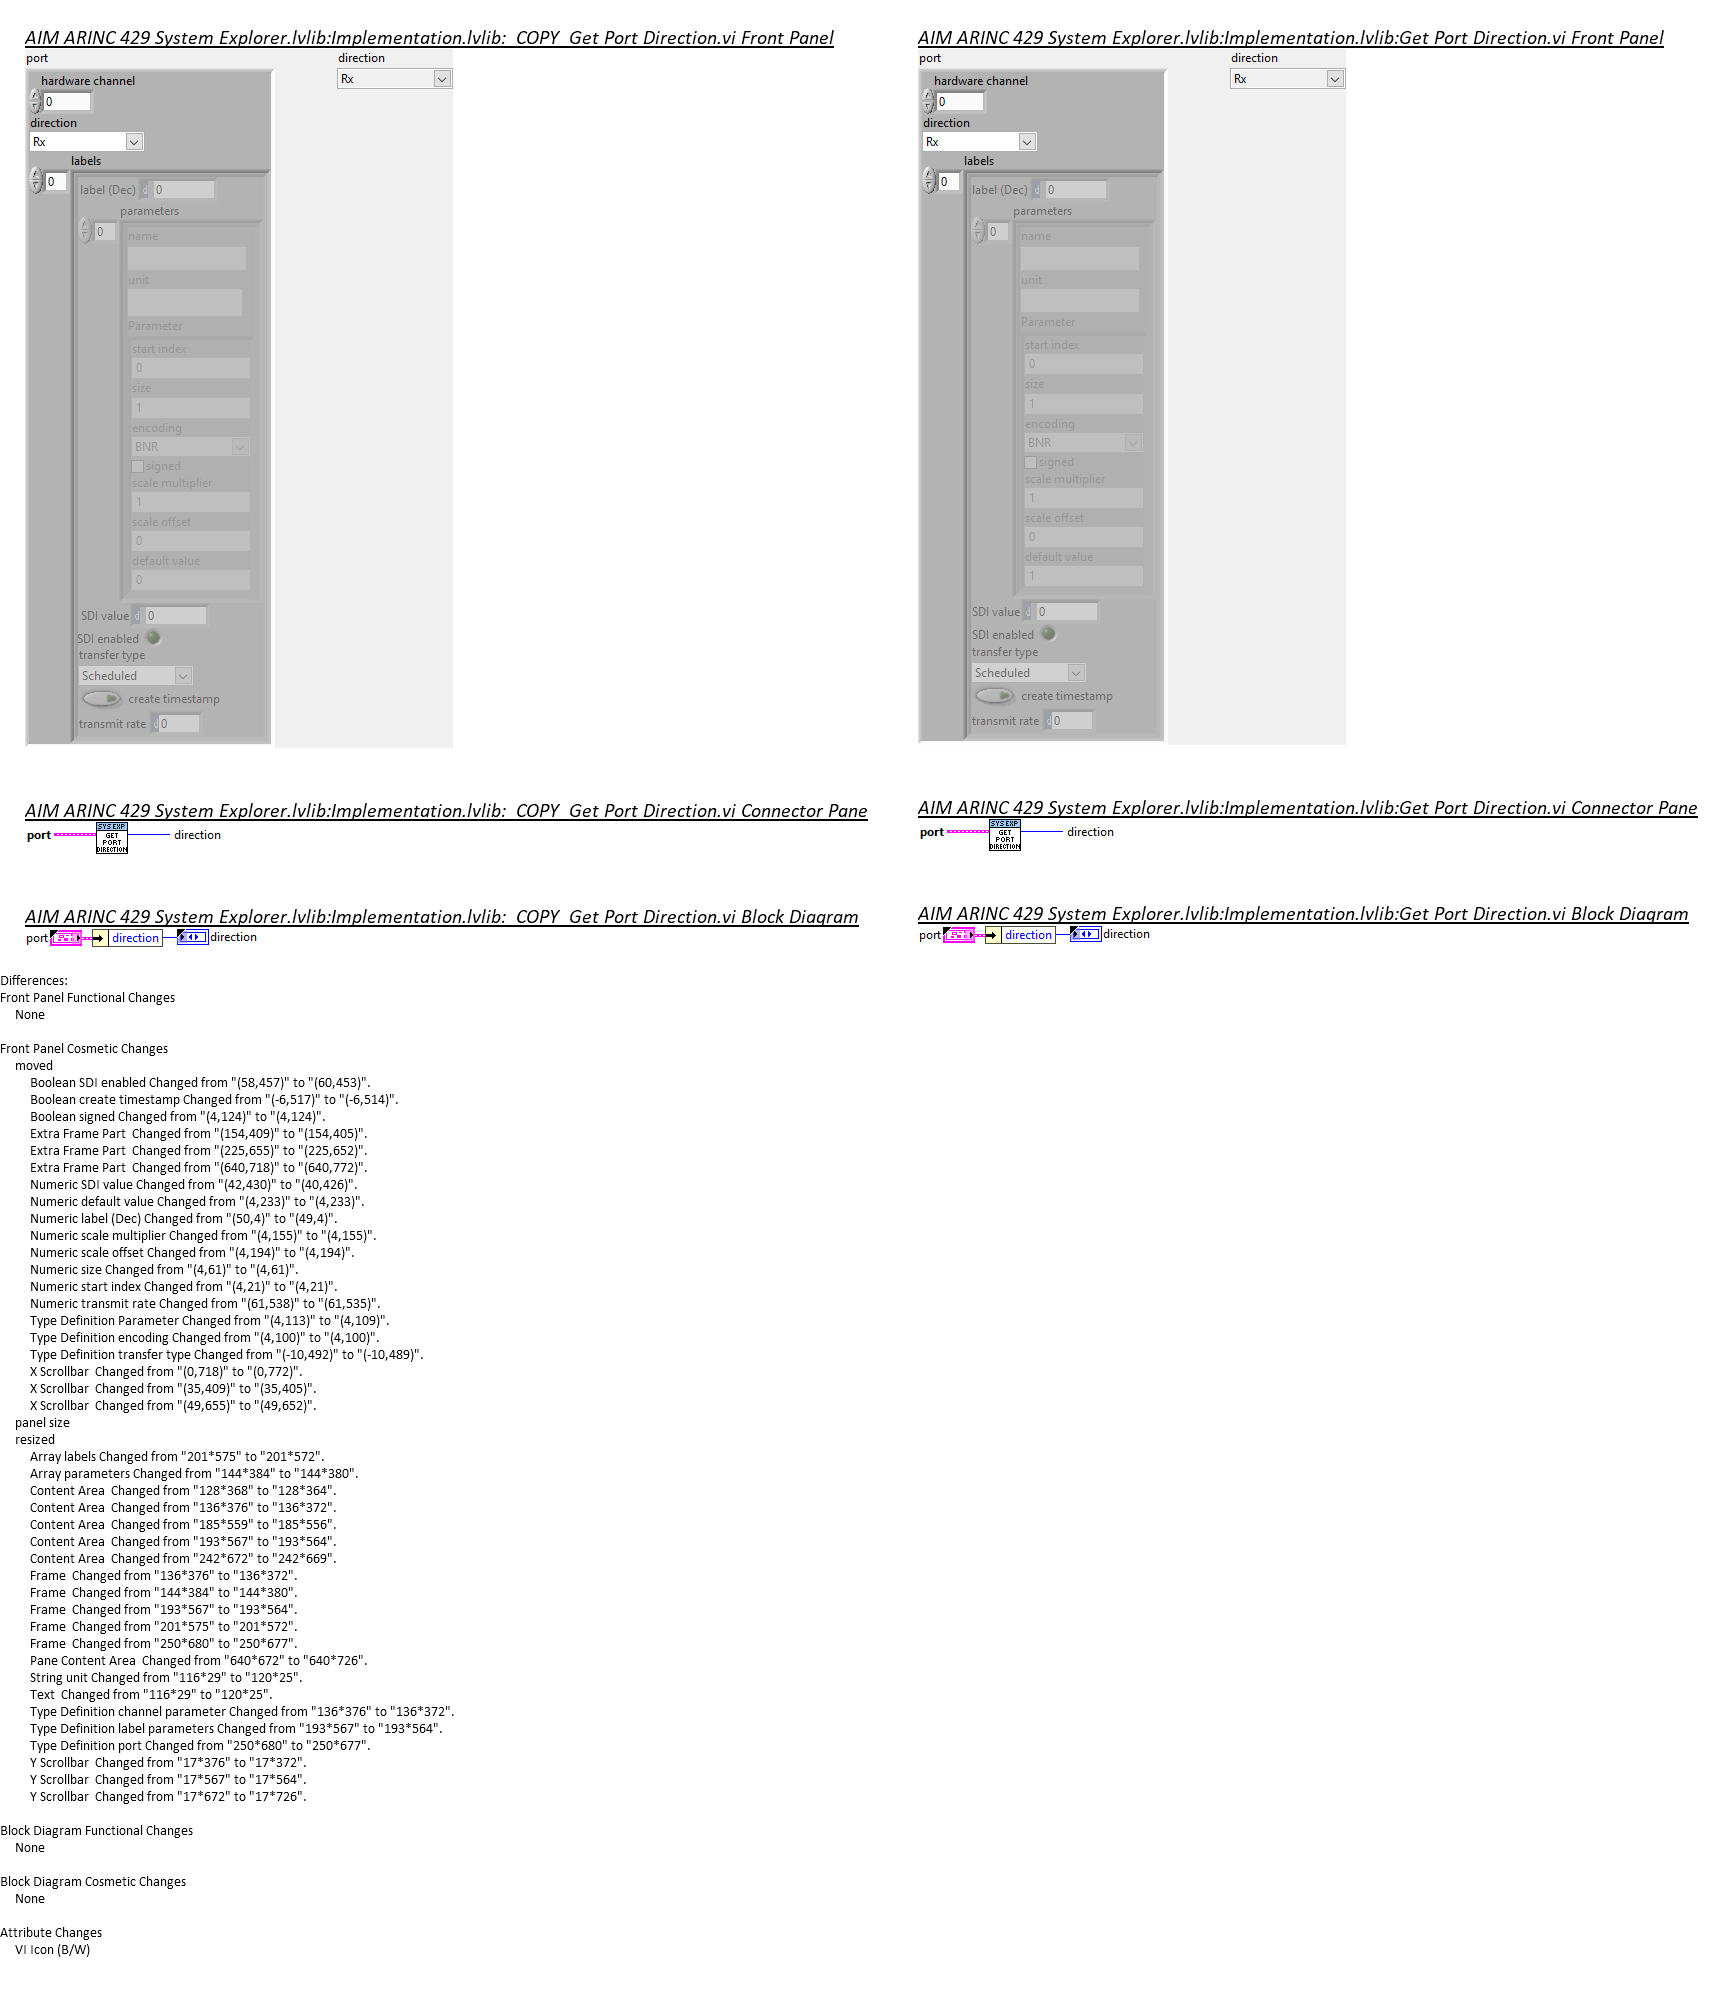 AIM ARINC 429 System Explorer.lvlib:Implementation.lvlib:  COPY  Get Port Direction.vi Front Panel
port
direction
hardware channel
Rx
0
direction
Rx
labels
0
label (Dec) d 0
parameters
0
name
unit
Parameter
start index
0
size
1
encoding
BNR
signed
scale multiplier
1
scale offset
0
default value
0
SDI value d 0
SDI enabled
transfer type
Scheduled
create timestamp
transmit rate d 0
AIM ARINC 429 System Explorer.lvlib:Implementation.lvlib:Get Port Direction.vi Front Panel
port
direction
hardware channel
Rx
0
direction
Rx
labels
0
label (Dec) d 0
parameters
0
name
unit
Parameter
start index
0
size
1
encoding
BNR
signed
scale multiplier
1
scale offset
0
default value
1
SDI value d 0
SDI enabled
transfer type
Scheduled
create timestamp
transmit rate d 0
AIM ARINC 429 System Explorer.lvlib:Implementation.lvlib:  COPY  Get Port Direction.vi Connector Pane
SYS EXP
port
GET
direction
PORT
DIRECTION
AIM ARINC 429 System Explorer.lvlib:Implementation.lvlib:Get Port Direction.vi Connector Pane
SYS EXP
port
GET
direction
PORT
DIRECTION
AIM ARINC 429 System Explorer.lvlib:Implementation.lvlib:  COPY  Get Port Direction.vi Block Diagram
port direction direction
AIM ARINC 429 System Explorer.lvlib:Implementation.lvlib:Get Port Direction.vi Block Diagram
port direction direction
Differences:
Front Panel Functional Changes
None
Front Panel Cosmetic Changes
moved
Boolean SDI enabled Changed from "(58,457)" to "(60,453)".
Boolean create timestamp Changed from "(-6,517)" to "(-6,514)".
Boolean signed Changed from "(4,124)" to "(4,124)".
Extra Frame Part  Changed from "(154,409)" to "(154,405)".
Extra Frame Part  Changed from "(225,655)" to "(225,652)".
Extra Frame Part  Changed from "(640,718)" to "(640,772)".
Numeric SDI value Changed from "(42,430)" to "(40,426)".
Numeric default value Changed from "(4,233)" to "(4,233)".
Numeric label (Dec) Changed from "(50,4)" to "(49,4)".
Numeric scale multiplier Changed from "(4,155)" to "(4,155)".
Numeric scale offset Changed from "(4,194)" to "(4,194)".
Numeric size Changed from "(4,61)" to "(4,61)".
Numeric start index Changed from "(4,21)" to "(4,21)".
Numeric transmit rate Changed from "(61,538)" to "(61,535)".
Type Definition Parameter Changed from "(4,113)" to "(4,109)".
Type Definition encoding Changed from "(4,100)" to "(4,100)".
Type Definition transfer type Changed from "(-10,492)" to "(-10,489)".
X Scrollbar  Changed from "(0,718)" to "(0,772)".
X Scrollbar  Changed from "(35,409)" to "(35,405)".
X Scrollbar  Changed from "(49,655)" to "(49,652)".
panel size
resized
Array labels Changed from "201*575" to "201*572".
Array parameters Changed from "144*384" to "144*380".
Content Area  Changed from "128*368" to "128*364".
Content Area  Changed from "136*376" to "136*372".
Content Area  Changed from "185*559" to "185*556".
Content Area  Changed from "193*567" to "193*564".
Content Area  Changed from "242*672" to "242*669".
Frame  Changed from "136*376" to "136*372".
Frame  Changed from "144*384" to "144*380".
Frame  Changed from "193*567" to "193*564".
Frame  Changed from "201*575" to "201*572".
Frame  Changed from "250*680" to "250*677".
Pane Content Area  Changed from "640*672" to "640*726".
String unit Changed from "116*29" to "120*25".
Text  Changed from "116*29" to "120*25".
Type Definition channel parameter Changed from "136*376" to "136*372".
Type Definition label parameters Changed from "193*567" to "193*564".
Type Definition port Changed from "250*680" to "250*677".
Y Scrollbar  Changed from "17*376" to "17*372".
Y Scrollbar  Changed from "17*567" to "17*564".
Y Scrollbar  Changed from "17*672" to "17*726".
Block Diagram Functional Changes
None
Block Diagram Cosmetic Changes
None
Attribute Changes
VI Icon (B/W)